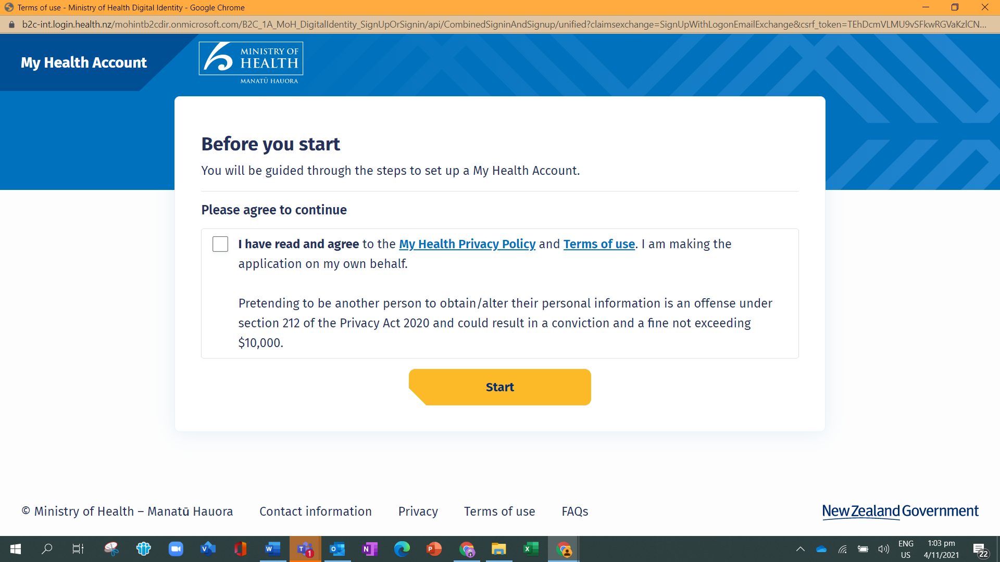 Terms of use - Ministry of Health Digital Identity - Google Chrome
b2c-int.login.health.nz/mohintb2cdir.onmicrosoft.com/B2C_1A_MoH_DigitalIdentity_SignUpOrSignin/api/CombinedSigninAndSignup/unified?claimsexchange=SignUpWithLogonEmailExchange&csrf_token=TEhDcmVLMU9vSFkwRGVaKzlCN...
My Health Account
MINISTRY OF
HEALTH
MANATŪ HAUORA
Before you start
You will be guided through the steps to set up a My Health Account.
Please agree to continue
I have read and agree to the My Health Privacy Policy and Terms of use. I am making the
application on my own behalf.
Pretending to be another person to obtain/alter their personal information is an offense under
section 212 of the Privacy Act 2020 and could result in a conviction and a fine not exceeding
$10,000.
Start
© Ministry of Health – Manatū Hauora Contact information Privacy Terms of use FAQs
New Zealand Government
ENG
US
1:03 pm
4/11/2021
22